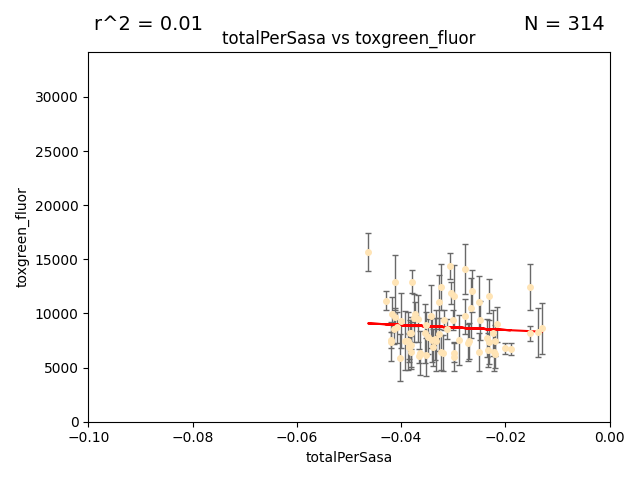 r^2 = 0.01
N = 314
totalPerSasa vs toxgreen_fluor
30000
25000
20000
15000
10000
5000
0
toxgreen_fluor
−0.10
−0.08
−0.06
−0.04
−0.02
0.00
totalPerSasa